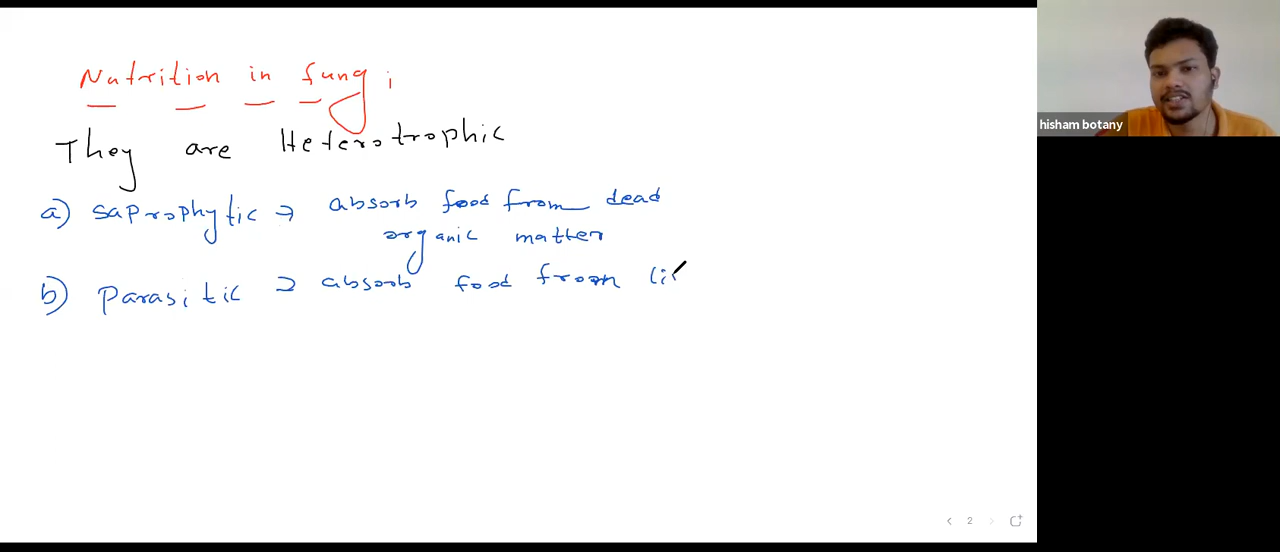 Nutrition in fungi
They are Heterotrophic
a) saprophytic → absorb food from dead
organic matter
b) Parasitic → absorb food from
hisham botany
2